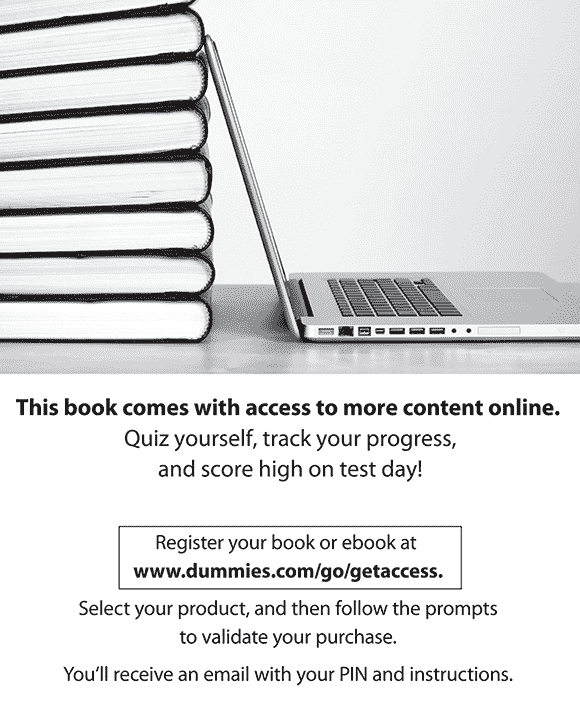 This book comes with access to more content online.
Quiz yourself, track your progress,
and score high on test day!
Register your book or ebook at
www.dummies.com/go/getaccess.
Select your product, and then follow the prompts
to validate your purchase.
You’ll receive an email with your PIN and instructions.